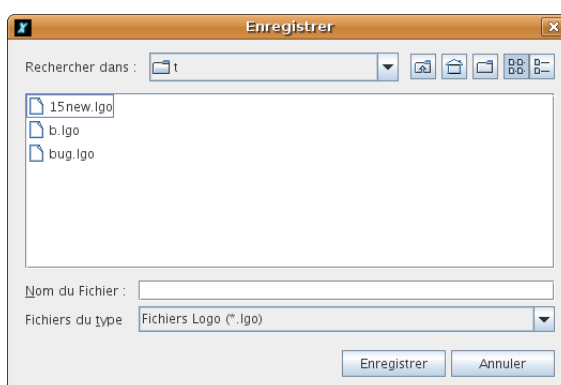 Enregistrer
Rechercher dans : t
15new.lgo
b.lgo
bug.lgo
Nom du Fichier :
Fichiers du type Fichiers Logo (*.lgo)
Enregistrer Annuler